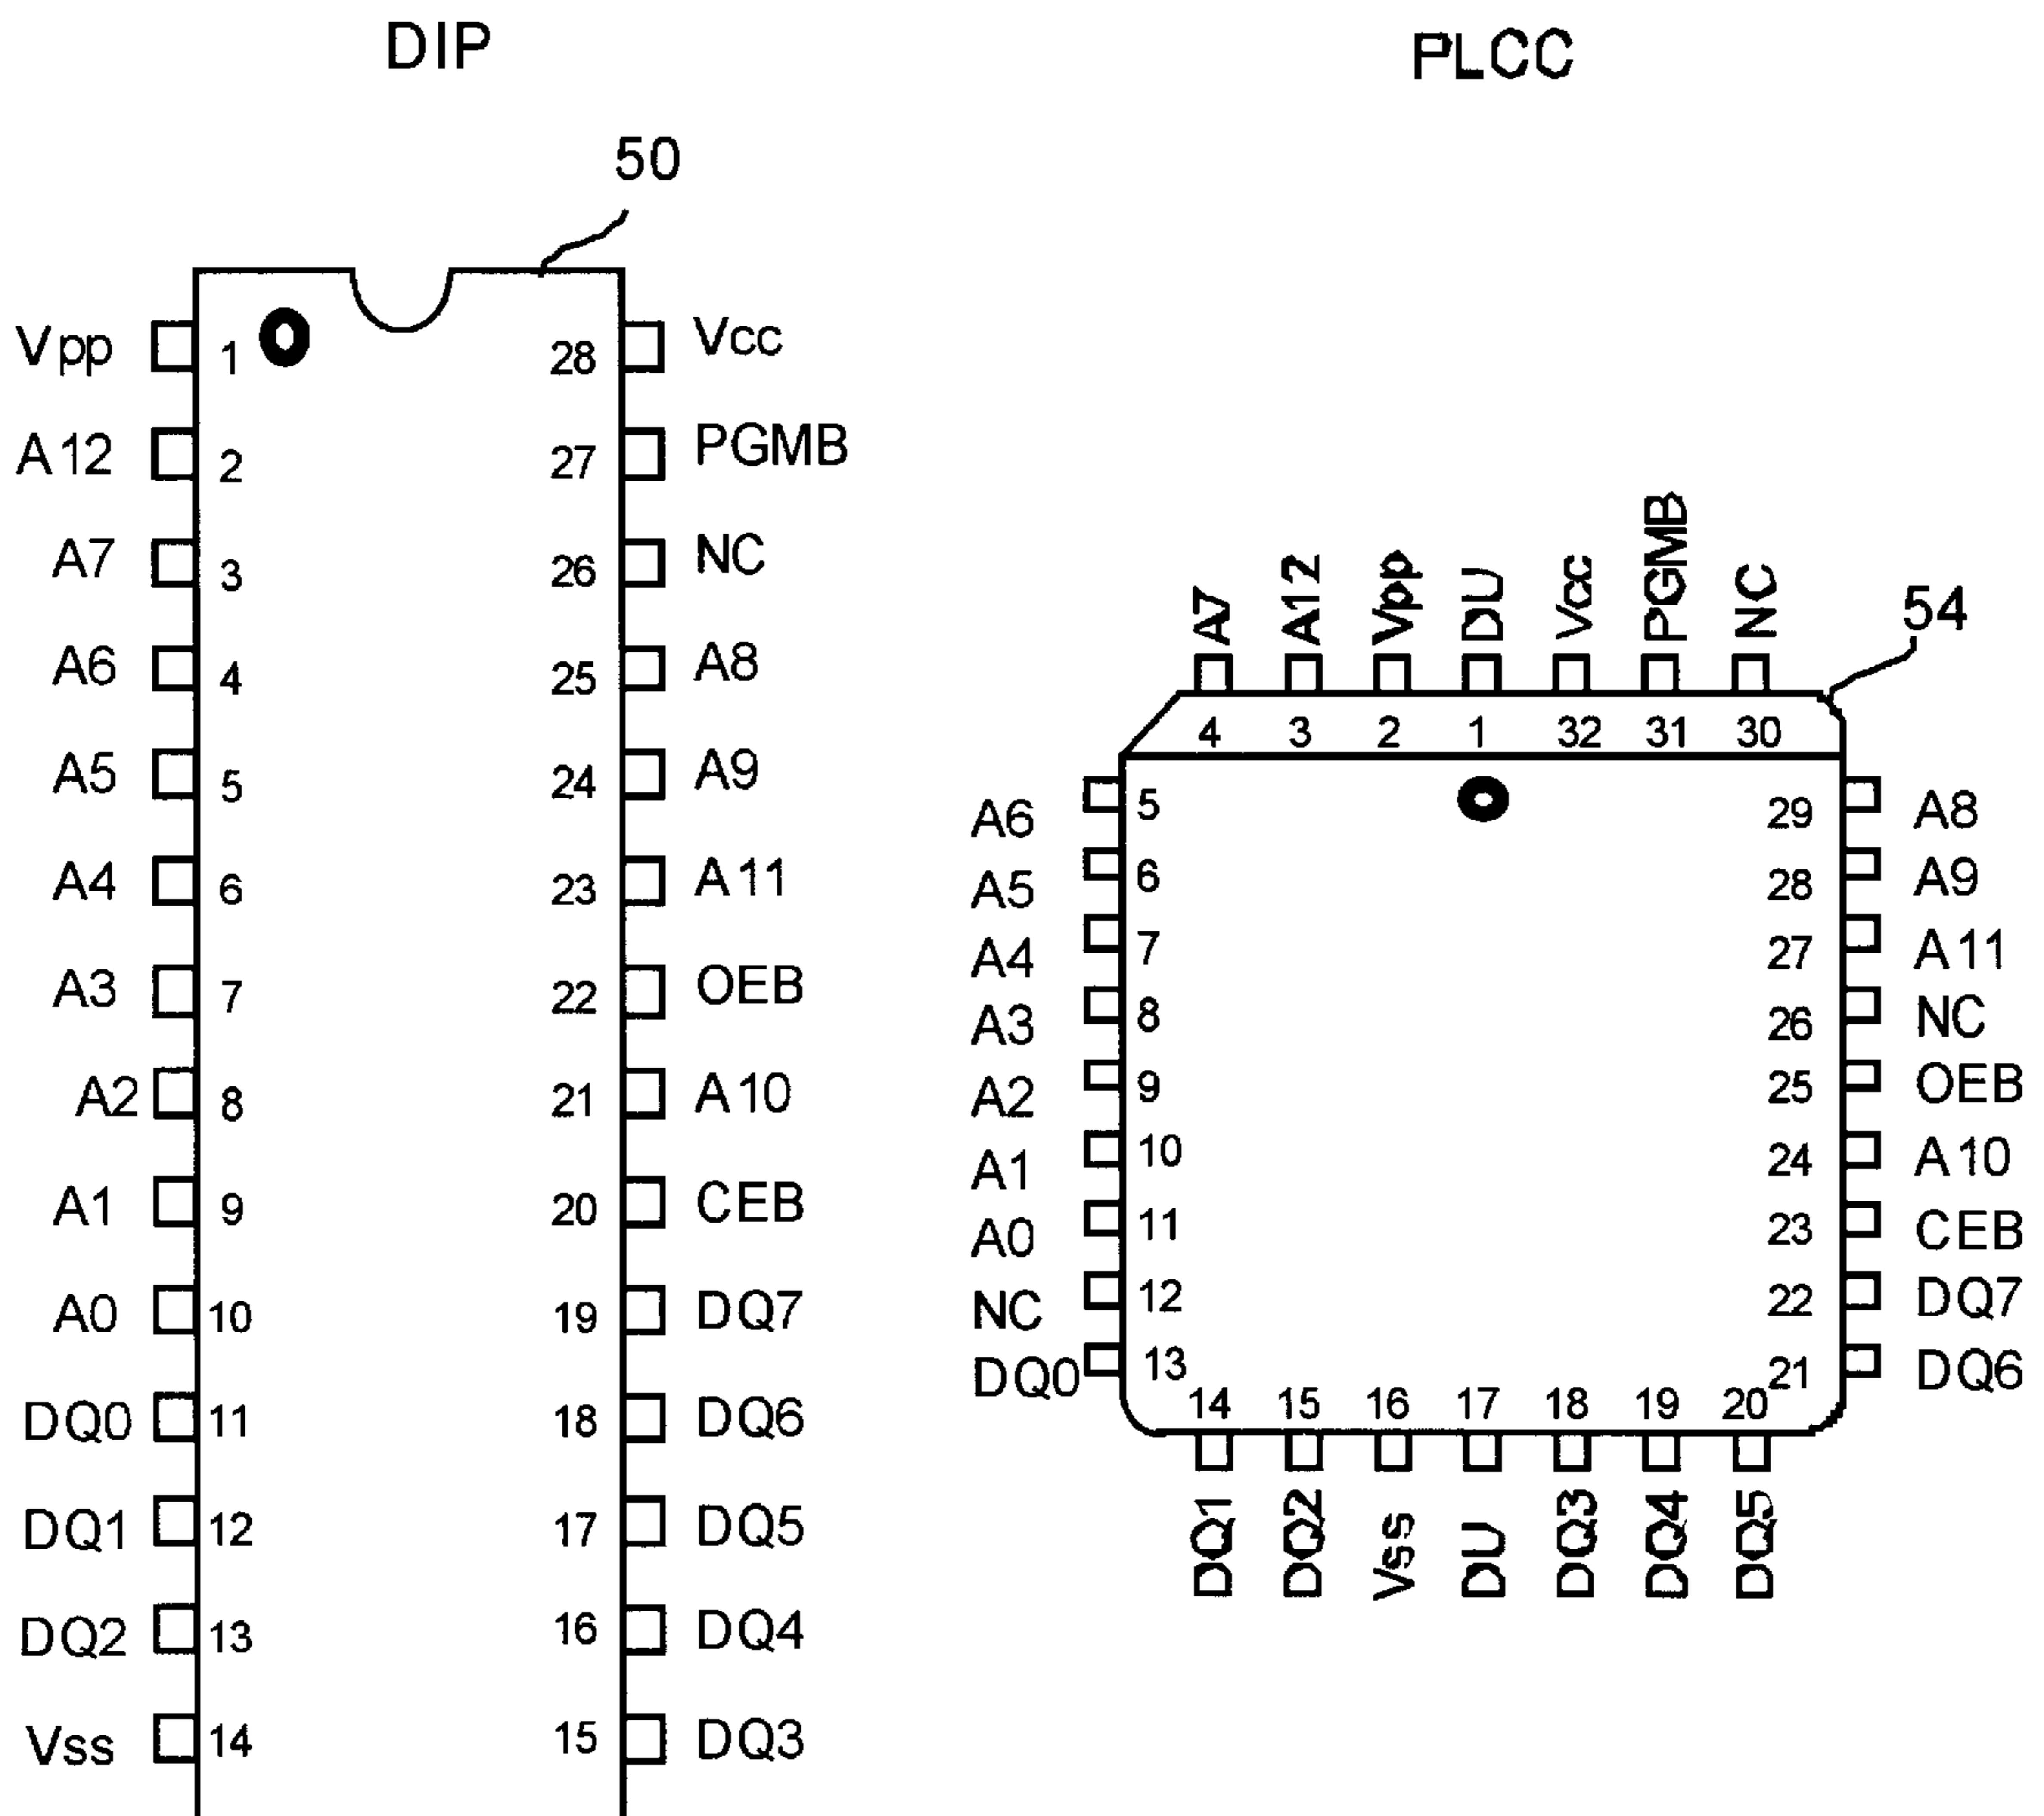 DIP
50
Vpp 1 28 Vcc
A12 2 27 PGMB
A7 3 26 NC
A6 4 25 A8
A5 5 24 A9
A4 6 23 A11
A3 7 22 OEB
A2 8 21 A10
A1 9 20 CEB
A0 10 19 DQ7
DQ0 11 18 DQ6
DQ1 12 17 DQ5
DQ2 13 16 DQ4
Vss 14 15 DQ3
PLCC
54
A7 A12 Vpp DU Vcc PGMB NC
4 3 2 1 32 31 30
A6 5 29 A8
A5 6 28 A9
A4 7 27 A11
A3 8 26 NC
A2 9 25 OEB
A1 10 24 A10
A0 11 23 CEB
NC 12 22 DQ7
DQ0 13 21 DQ6
14 15 16 17 18 19 20
DQ1 DQ2 Vss DU DQ3 DQ4 DQ5